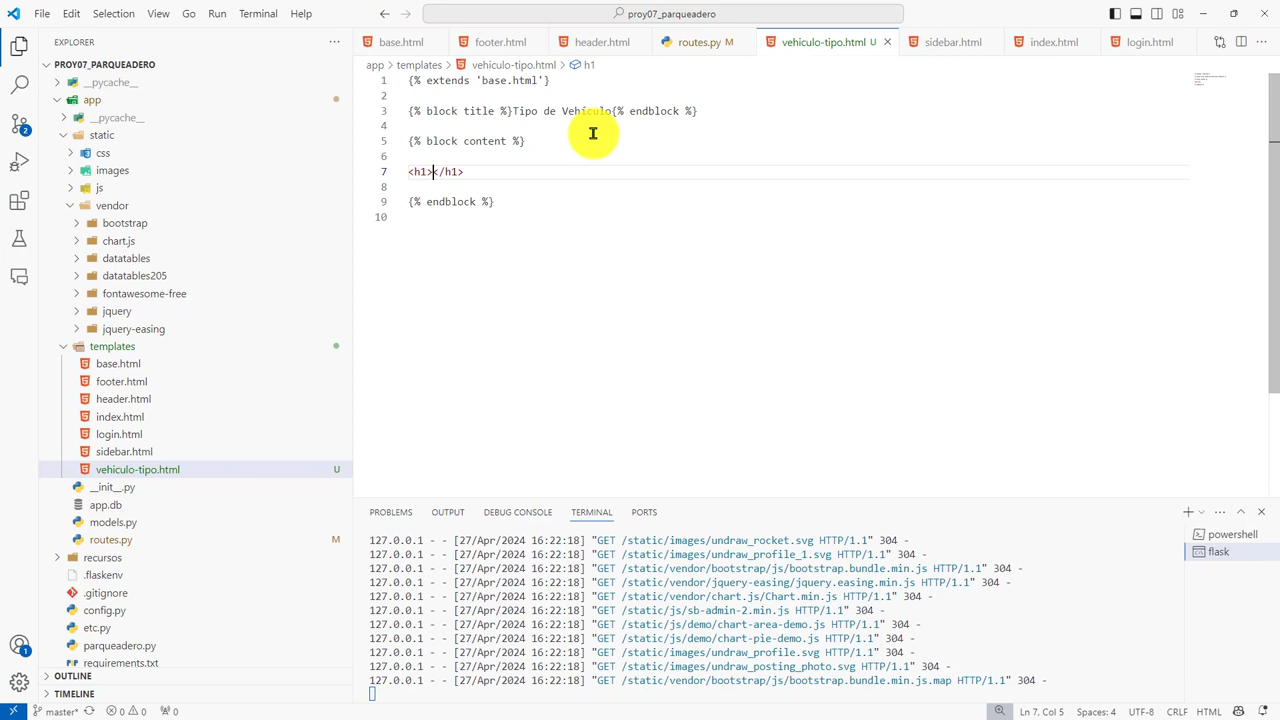 File Edit Selection View Go Run Terminal Help
proy07_parqueadero
EXPLORER
base.html
footer.html
header.html
routes.py M
vehiculo-tipo.html U
sidebar.html
index.html
login.html
PROY07_PARQUEADERO
app > templates > vehiculo-tipo.html > h1
__pycache__
app
__pycache__
static
css
images
js
vendor
bootstrap
chart.js
datatables
datatables205
fontawesome-free
jquery
jquery-easing
templates
base.html
footer.html
header.html
index.html
login.html
sidebar.html
vehiculo-tipo.html U
__init__.py
app.db
models.py
routes.py M
recursos
.flaskenv
.gitignore
config.py
etc.py
parqueadero.py
requirements.txt
OUTLINE
TIMELINE
1 {% extends 'base.html'}
2
3 {% block title %}Tipo de Vehículo{% endblock %}
4
5 {% block content %}
6
7 <h1></h1>
8
9 {% endblock %}
10
PROBLEMS OUTPUT DEBUG CONSOLE TERMINAL PORTS
powershell
flask
127.0.0.1 - - [27/Apr/2024 16:22:18] "GET /static/images/undraw_rocket.svg HTTP/1.1" 304 -
127.0.0.1 - - [27/Apr/2024 16:22:18] "GET /static/images/undraw_profile_1.svg HTTP/1.1" 304 -
127.0.0.1 - - [27/Apr/2024 16:22:18] "GET /static/vendor/bootstrap/js/bootstrap.bundle.min.js HTTP/1.1" 304 -
127.0.0.1 - - [27/Apr/2024 16:22:18] "GET /static/vendor/jquery-easing/jquery.easing.min.js HTTP/1.1" 304 -
127.0.0.1 - - [27/Apr/2024 16:22:18] "GET /static/vendor/chart.js/Chart.min.js HTTP/1.1" 304 -
127.0.0.1 - - [27/Apr/2024 16:22:18] "GET /static/js/sb-admin-2.min.js HTTP/1.1" 304 -
127.0.0.1 - - [27/Apr/2024 16:22:18] "GET /static/js/demo/chart-area-demo.js HTTP/1.1" 304 -
127.0.0.1 - - [27/Apr/2024 16:22:18] "GET /static/js/demo/chart-pie-demo.js HTTP/1.1" 304 -
127.0.0.1 - - [27/Apr/2024 16:22:18] "GET /static/images/undraw_profile.svg HTTP/1.1" 304 -
127.0.0.1 - - [27/Apr/2024 16:22:18] "GET /static/images/undraw_posting_photo.svg HTTP/1.1" 304 -
127.0.0.1 - - [27/Apr/2024 16:22:18] "GET /static/vendor/bootstrap/js/bootstrap.bundle.min.js.map HTTP/1.1" 304 -
2
1
master* 0 0 0 Ln 7, Col 5 Spaces: 4 UTF-8 CRLF HTML